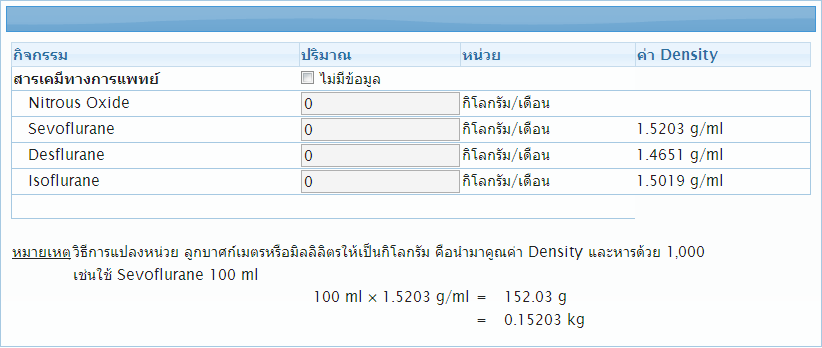 กิจกรรม ปริมาณ หน่วย ค่า Density
สารเคมีทางการแพทย์ ไม่มีข้อมูล
Nitrous Oxide 0 กิโลกรัม/เดือน
Sevoflurane 0 กิโลกรัม/เดือน 1.5203 g/ml
Desflurane 0 กิโลกรัม/เดือน 1.4651 g/ml
Isoflurane 0 กิโลกรัม/เดือน 1.5019 g/ml
หมายเหตุ วิธีการแปลงหน่วย ลูกบาศก์เมตรหรือมิลลิลิตรให้เป็นกิโลกรัม คือนำมาคูณค่า Density และหารด้วย 1,000
เช่นใช้ Sevoflurane 100 ml
100 ml × 1.5203 g/ml = 152.03 g
= 0.15203 kg